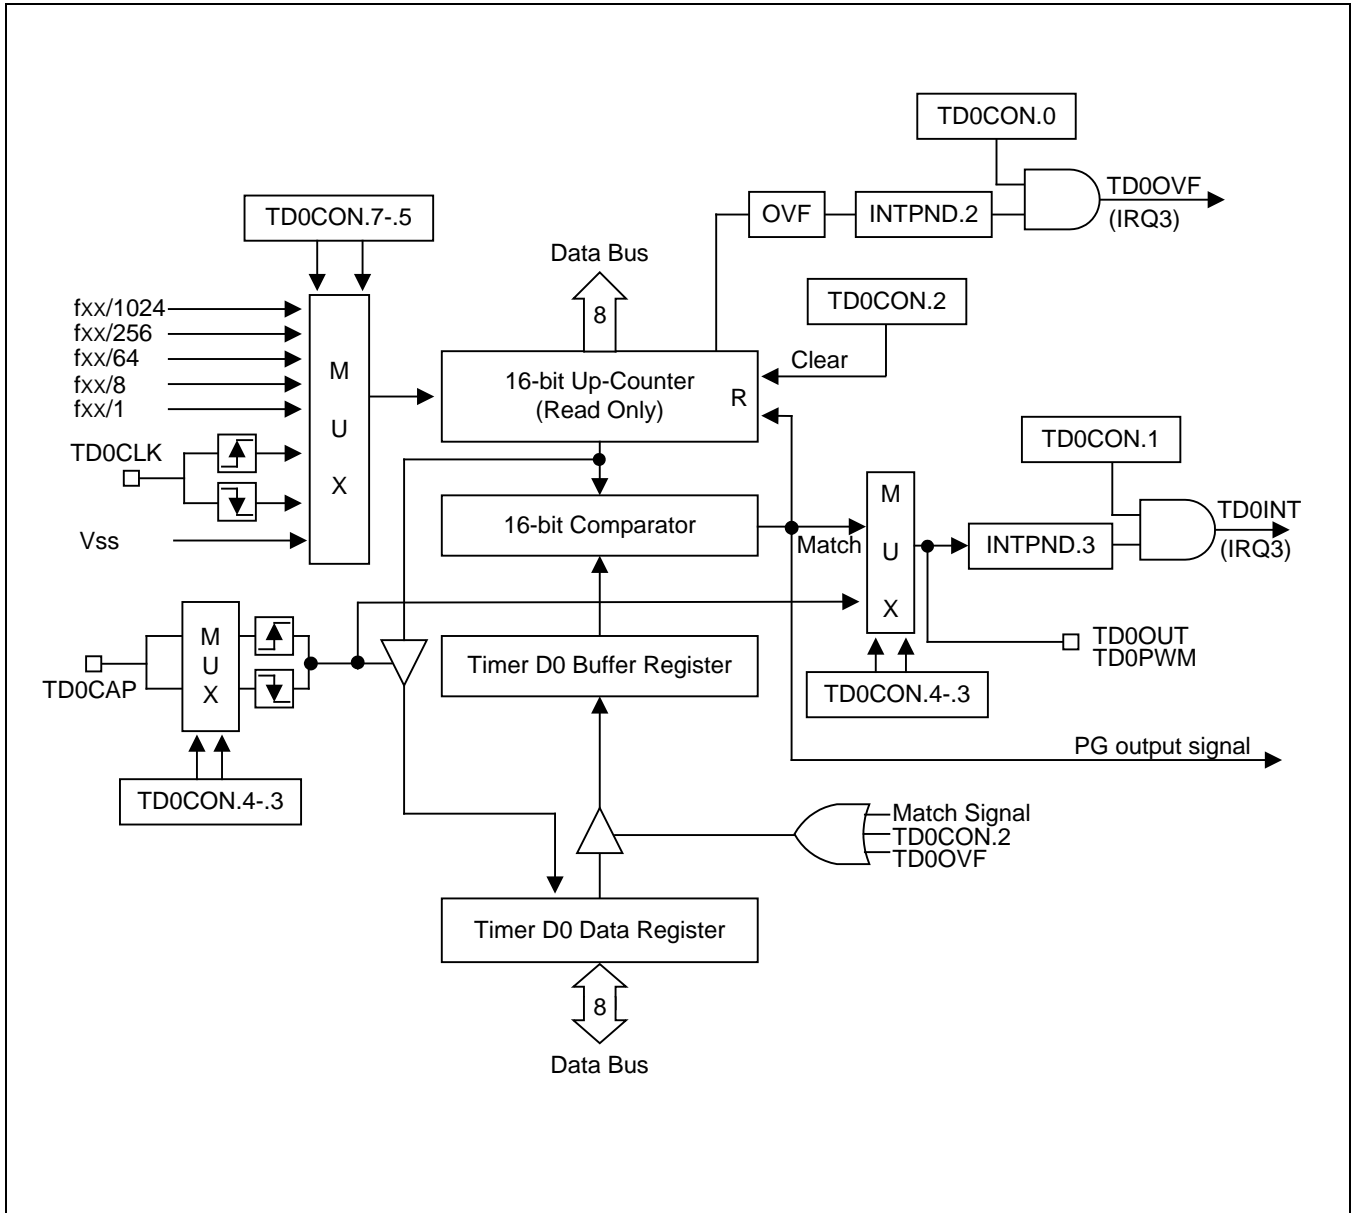 TD0CON.0
TD0OVF
(IRQ3)
OVF
INTPND.2
TD0CON.7-.5
Data Bus
8
TD0CON.2
Clear
fxx/1024
fxx/256
fxx/64
fxx/8
fxx/1
TD0CLK
Vss
M
U
X
16-bit Up-Counter
(Read Only)
R
TD0CON.1
16-bit Comparator
Match
M
U
X
INTPND.3
TD0INT
(IRQ3)
TD0CAP
M
U
X
Timer D0 Buffer Register
TD0OUT
TD0PWM
TD0CON.4-.3
TD0CON.4-.3
PG output signal
Match Signal
TD0CON.2
TD0OVF
Timer D0 Data Register
8
Data Bus